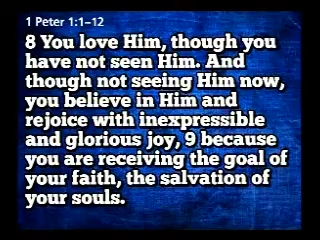 1 Peter 1:1–12
8 You love Him, though you
have not seen Him. And
though not seeing Him now,
you believe in Him and
rejoice with inexpressible
and glorious joy, 9 because
you are receiving the goal of
your faith, the salvation of
your souls.